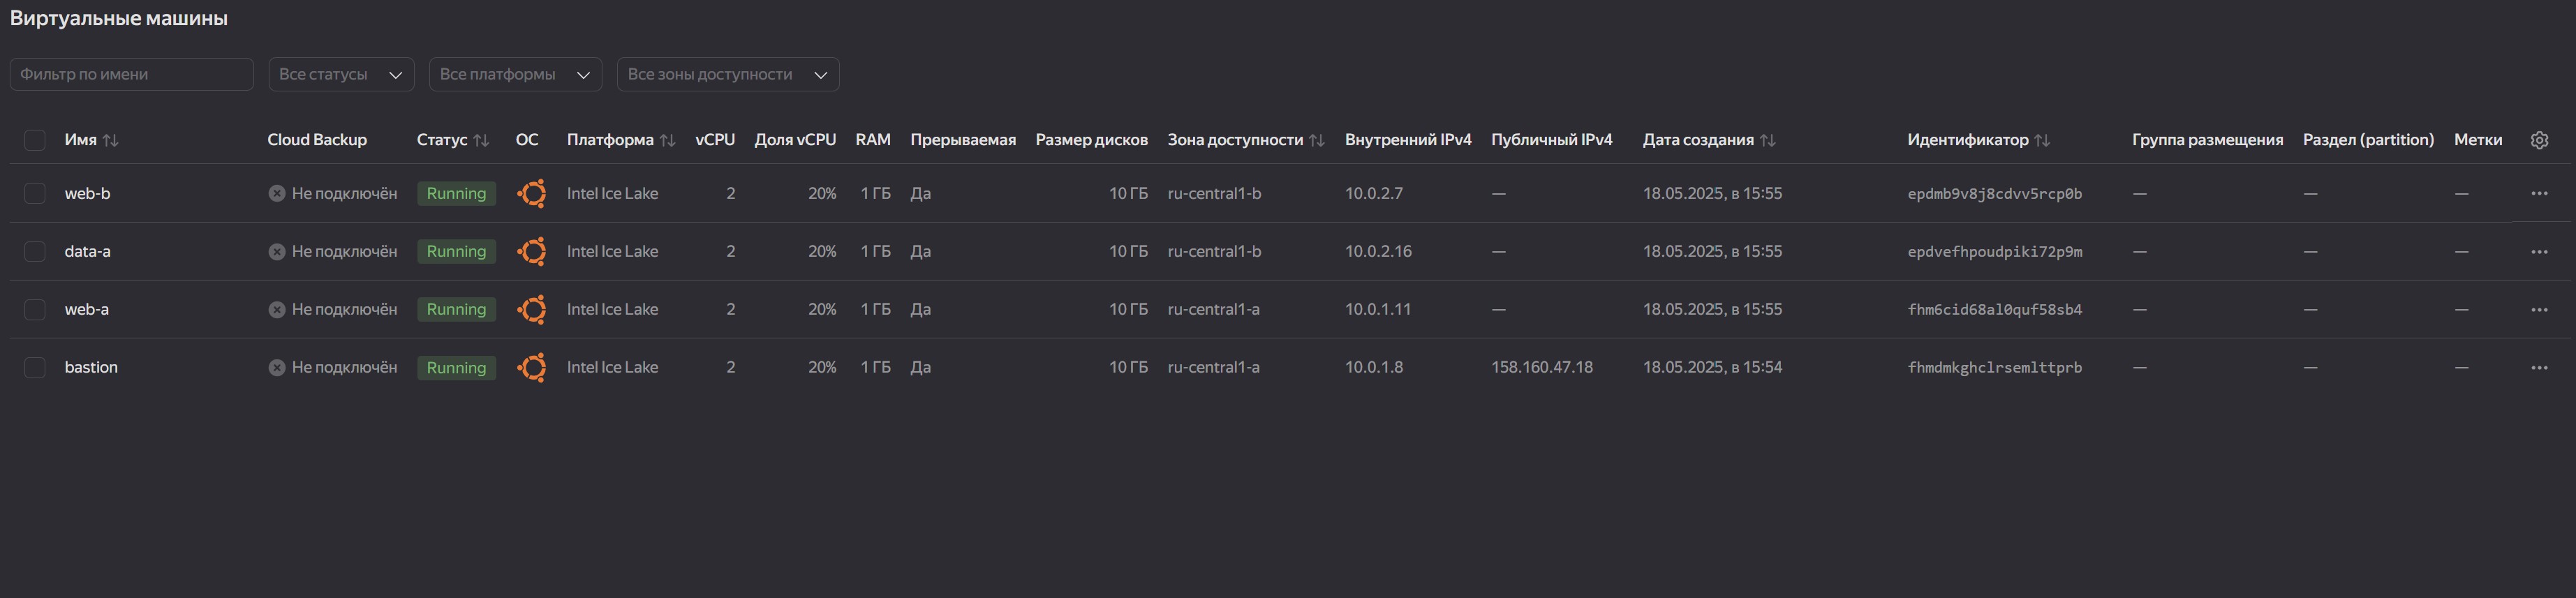 Виртуальные машины
Фильтр по имени Все статусы Все платформы Все зоны доступности
Имя Cloud Backup Статус ОС Платформа vCPU Доля vCPU RAM Прерываемая Размер дисков Зона доступности Внутренний IPv4 Публичный IPv4 Дата создания Идентификатор Группа размещения Раздел (partition) Метки
web-b Не подключён Running Intel Ice Lake 2 20% 1 ГБ Да 10 ГБ ru-central1-b 10.0.2.7 — 18.05.2025, в 15:55 epdmb9v8j8cdvv5rcp0b — — —
data-a Не подключён Running Intel Ice Lake 2 20% 1 ГБ Да 10 ГБ ru-central1-b 10.0.2.16 — 18.05.2025, в 15:55 epdvefhpoudpiki72p9m — — —
web-a Не подключён Running Intel Ice Lake 2 20% 1 ГБ Да 10 ГБ ru-central1-a 10.0.1.11 — 18.05.2025, в 15:55 fhm6cid68al0quf58sb4 — — —
bastion Не подключён Running Intel Ice Lake 2 20% 1 ГБ Да 10 ГБ ru-central1-a 10.0.1.8 158.160.47.18 18.05.2025, в 15:54 fhmdmkghclrsemlttprb — — —